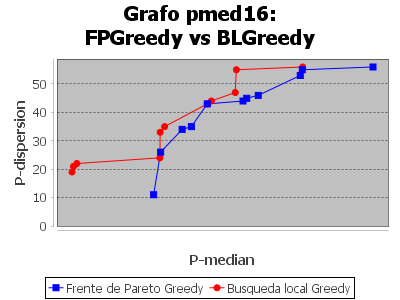 Grafo pmed16:
FPGreedy vs BLGreedy
P-dispersion
50
40
30
20
10
0
P-median
Frente de Pareto Greedy
Busqueda local Greedy